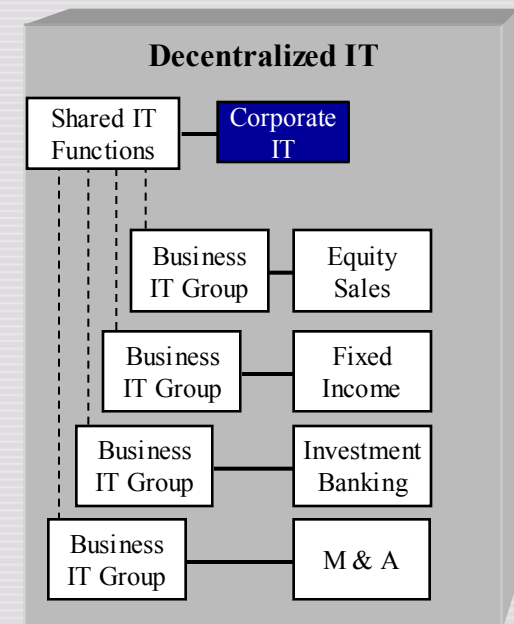 Decentralized IT
Shared IT
Functions
Corporate
IT
Business
IT Group
Equity
Sales
Business
IT Group
Fixed
Income
Business
IT Group
Investment
Banking
Business
IT Group
M & A